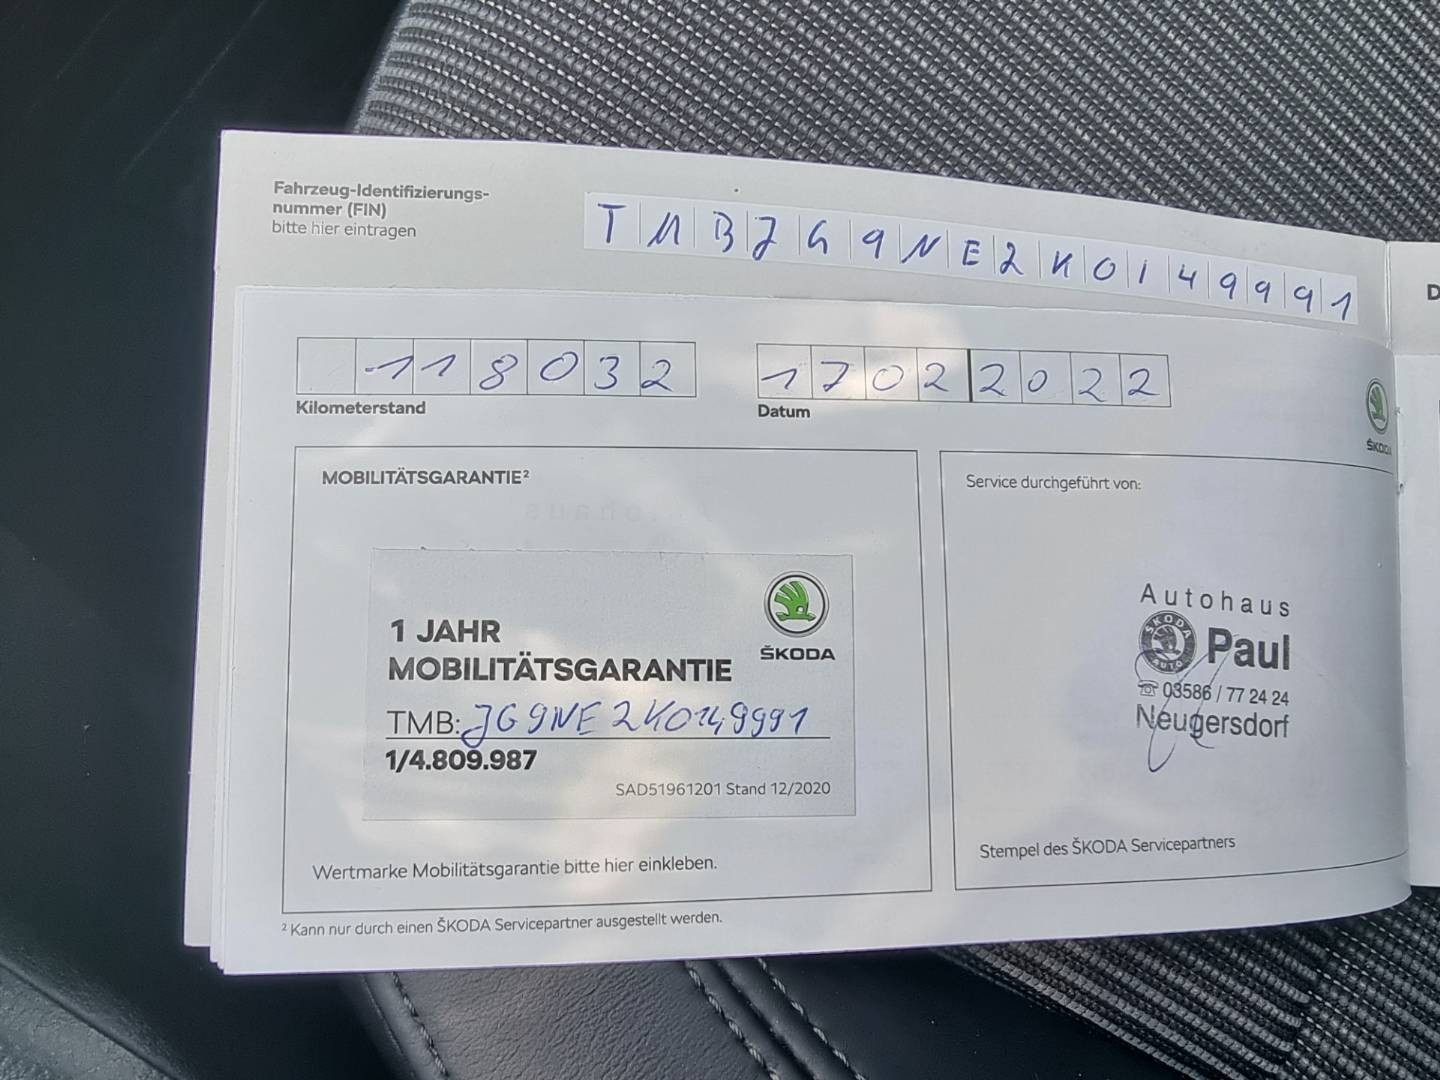 Fahrzeug-Identifizierungs-
nummer (FIN)
bitte hier eintragen
TMBJG9NE2K0149991
118032
Kilometerstand
17022022
Datum
ŠKODA
MOBILITÄTSGARANTIE²
1 JAHR
MOBILITÄTSGARANTIE
ŠKODA
TMB: JG9NE2K0149991
1/4.809.987
SAD51961201 Stand 12/2020
Wertmarke Mobilitätsgarantie bitte hier einkleben.
² Kann nur durch einen ŠKODA Servicepartner ausgestellt werden.
Service durchgeführt von:
Autohaus
SKODA
AUTO
Paul
☎ 03586 / 77 24 24
Neugersdorf
Stempel des ŠKODA Servicepartners
D